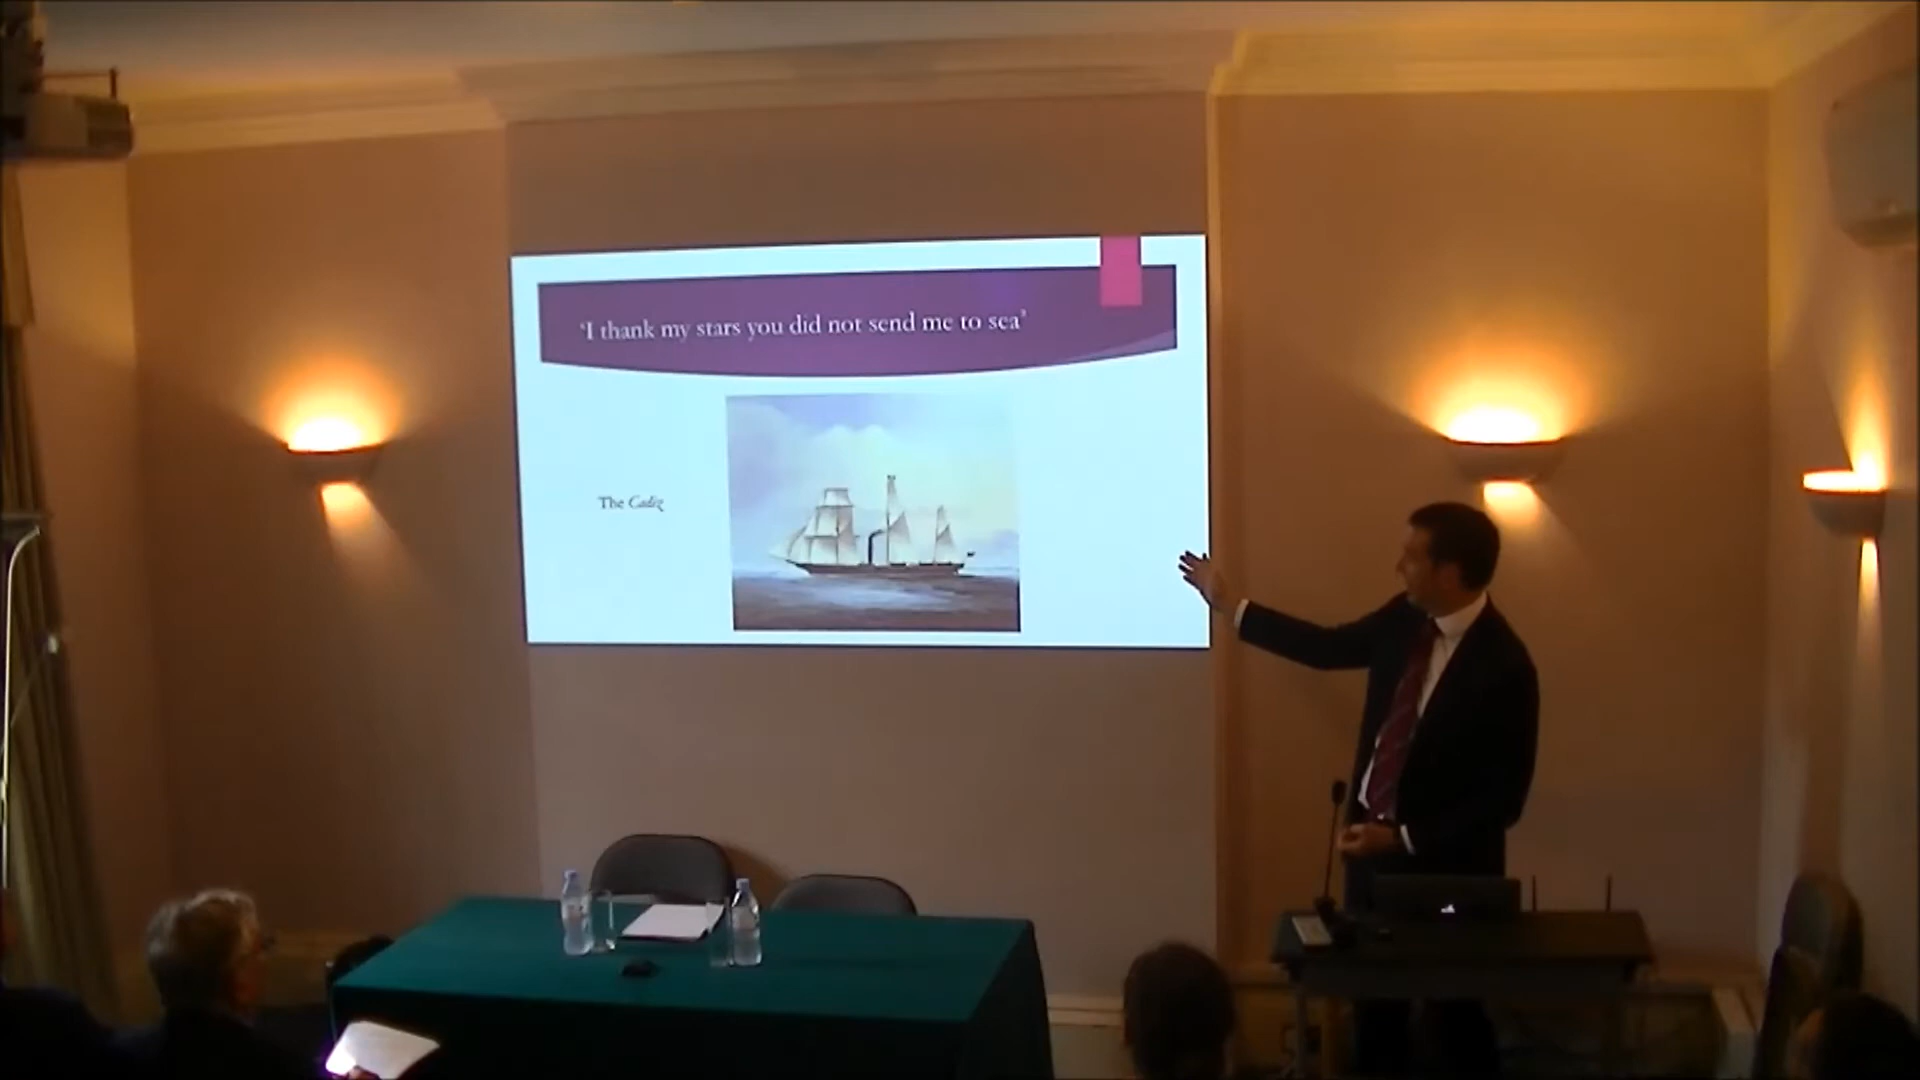 ‘I thank my stars you did not send me to sea’
The Cadiz